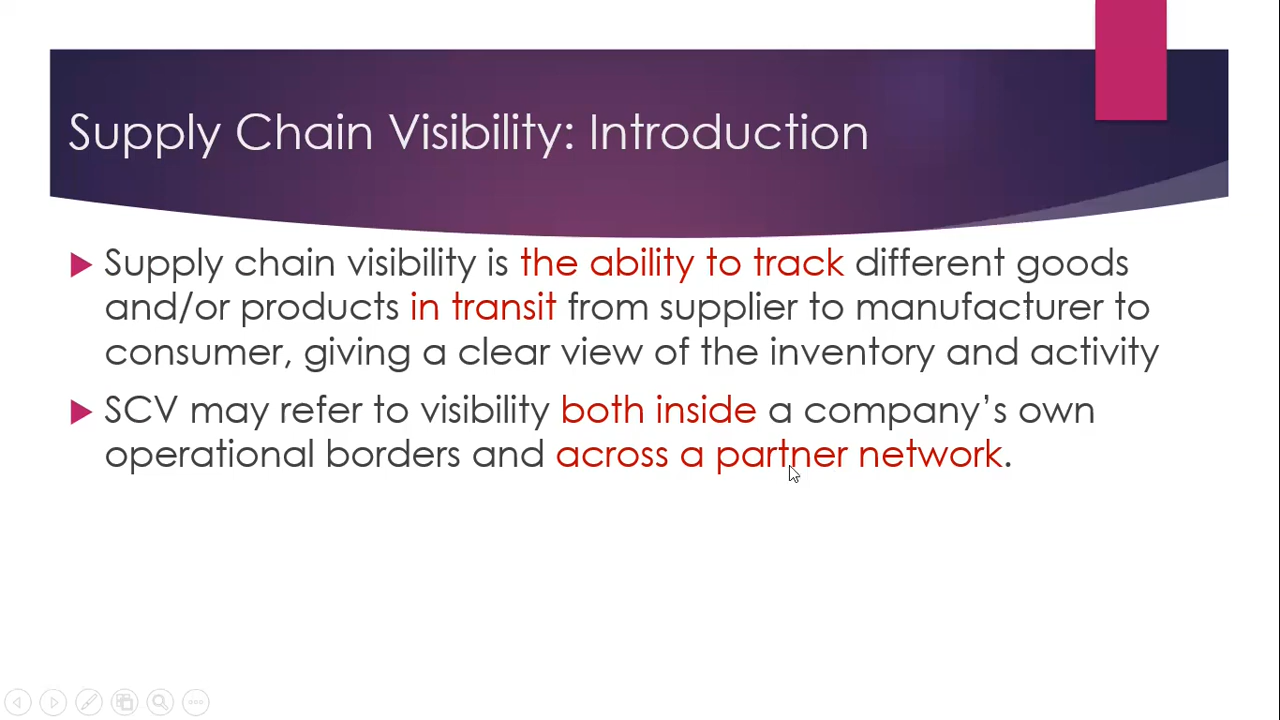 Supply Chain Visibility: Introduction
Supply chain visibility is the ability to track different goods
and/or products in transit from supplier to manufacturer to
consumer, giving a clear view of the inventory and activity
SCV may refer to visibility both inside a company’s own
operational borders and across a partner network.